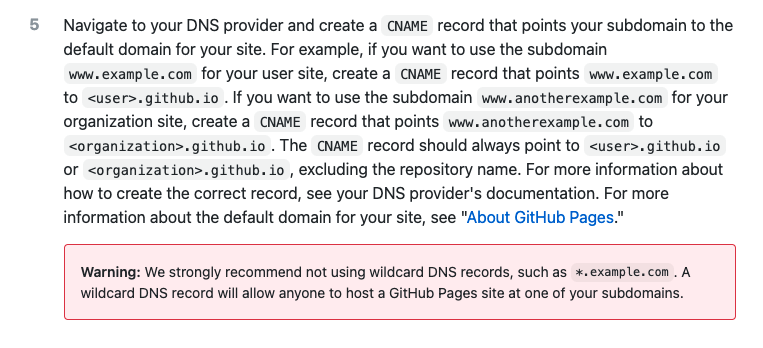 5 Navigate to your DNS provider and create a CNAME record that points your subdomain to the
default domain for your site. For example, if you want to use the subdomain
www.example.com for your user site, create a CNAME record that points www.example.com
to <user>.github.io . If you want to use the subdomain www.anotherexample.com for your
organization site, create a CNAME record that points www.anotherexample.com to
<organization>.github.io . The CNAME record should always point to <user>.github.io
or <organization>.github.io , excluding the repository name. For more information about
how to create the correct record, see your DNS provider's documentation. For more
information about the default domain for your site, see "About GitHub Pages."
Warning: We strongly recommend not using wildcard DNS records, such as *.example.com . A
wildcard DNS record will allow anyone to host a GitHub Pages site at one of your subdomains.